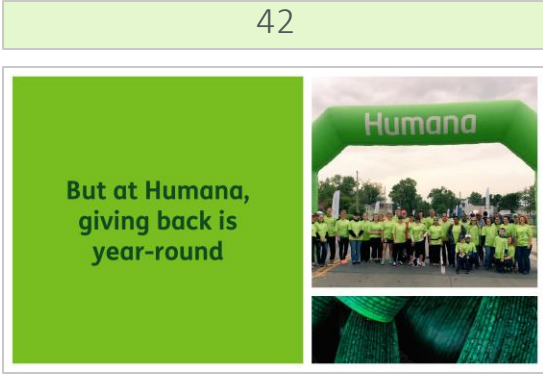 42
But at Humana,
giving back is
year-round
Humana